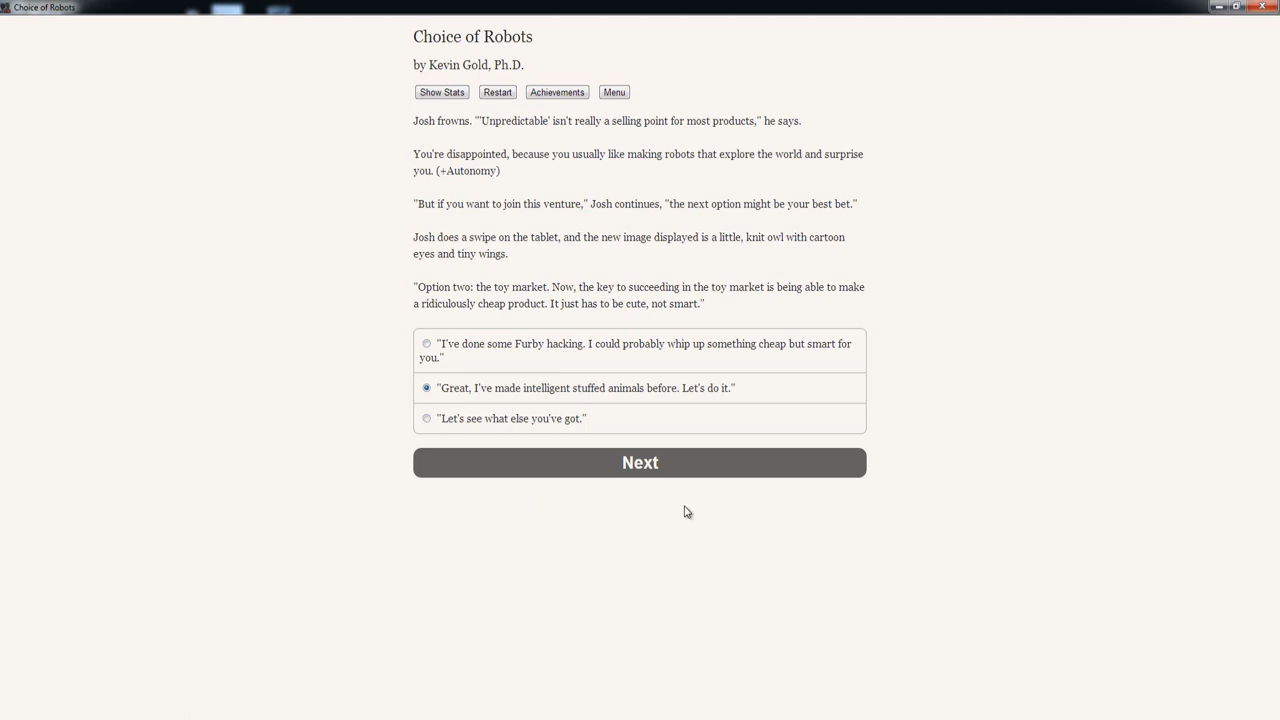 Choice of Robots
Choice of Robots
by Kevin Gold, Ph.D.
Show Stats Restart Achievements Menu
Josh frowns. "'Unpredictable' isn't really a selling point for most products," he says.
You're disappointed, because you usually like making robots that explore the world and surprise
you. (+Autonomy)
"But if you want to join this venture," Josh continues, "the next option might be your best bet."
Josh does a swipe on the tablet, and the new image displayed is a little, knit owl with cartoon
eyes and tiny wings.
"Option two: the toy market. Now, the key to succeeding in the toy market is being able to make
a ridiculously cheap product. It just has to be cute, not smart."
"I've done some Furby hacking. I could probably whip up something cheap but smart for
you."
"Great, I've made intelligent stuffed animals before. Let's do it."
"Let's see what else you've got."
Next